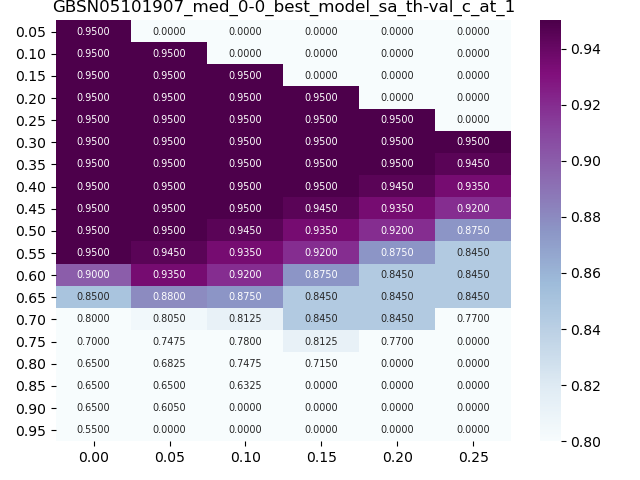 GBSN05101907_med_0-0_best_model_sa_th-val_c_at_1
0.05 0.9500 0.0000 0.0000 0.0000 0.0000 0.0000
0.10 0.9500 0.9500 0.0000 0.0000 0.0000 0.0000
0.15 0.9500 0.9500 0.9500 0.0000 0.0000 0.0000
0.20 0.9500 0.9500 0.9500 0.9500 0.0000 0.0000
0.25 0.9500 0.9500 0.9500 0.9500 0.9500 0.0000
0.30 0.9500 0.9500 0.9500 0.9500 0.9500 0.9500
0.35 0.9500 0.9500 0.9500 0.9500 0.9500 0.9450
0.40 0.9500 0.9500 0.9500 0.9500 0.9450 0.9350
0.45 0.9500 0.9500 0.9500 0.9450 0.9350 0.9200
0.50 0.9500 0.9500 0.9450 0.9350 0.9200 0.8750
0.55 0.9500 0.9450 0.9350 0.9200 0.8750 0.8450
0.60 0.9000 0.9350 0.9200 0.8750 0.8450 0.8450
0.65 0.8500 0.8800 0.8750 0.8450 0.8450 0.8450
0.70 0.8000 0.8050 0.8125 0.8450 0.8450 0.7700
0.75 0.7000 0.7475 0.7800 0.8125 0.7700 0.0000
0.80 0.6500 0.6825 0.7475 0.7150 0.0000 0.0000
0.85 0.6500 0.6500 0.6325 0.0000 0.0000 0.0000
0.90 0.6500 0.6050 0.0000 0.0000 0.0000 0.0000
0.95 0.5500 0.0000 0.0000 0.0000 0.0000 0.0000
0.00 0.05 0.10 0.15 0.20 0.25
0.94
0.92
0.90
0.88
0.86
0.84
0.82
0.80